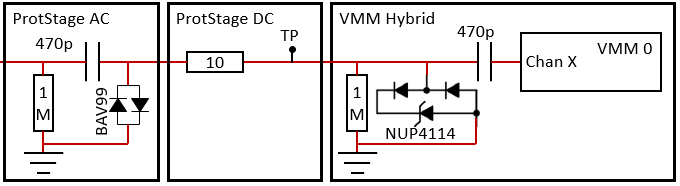 ProtStage AC
470p
1
M
BAV99
ProtStage DC
10
TP
VMM Hybrid
470p
1
M
NUP4114
VMM 0
Chan X